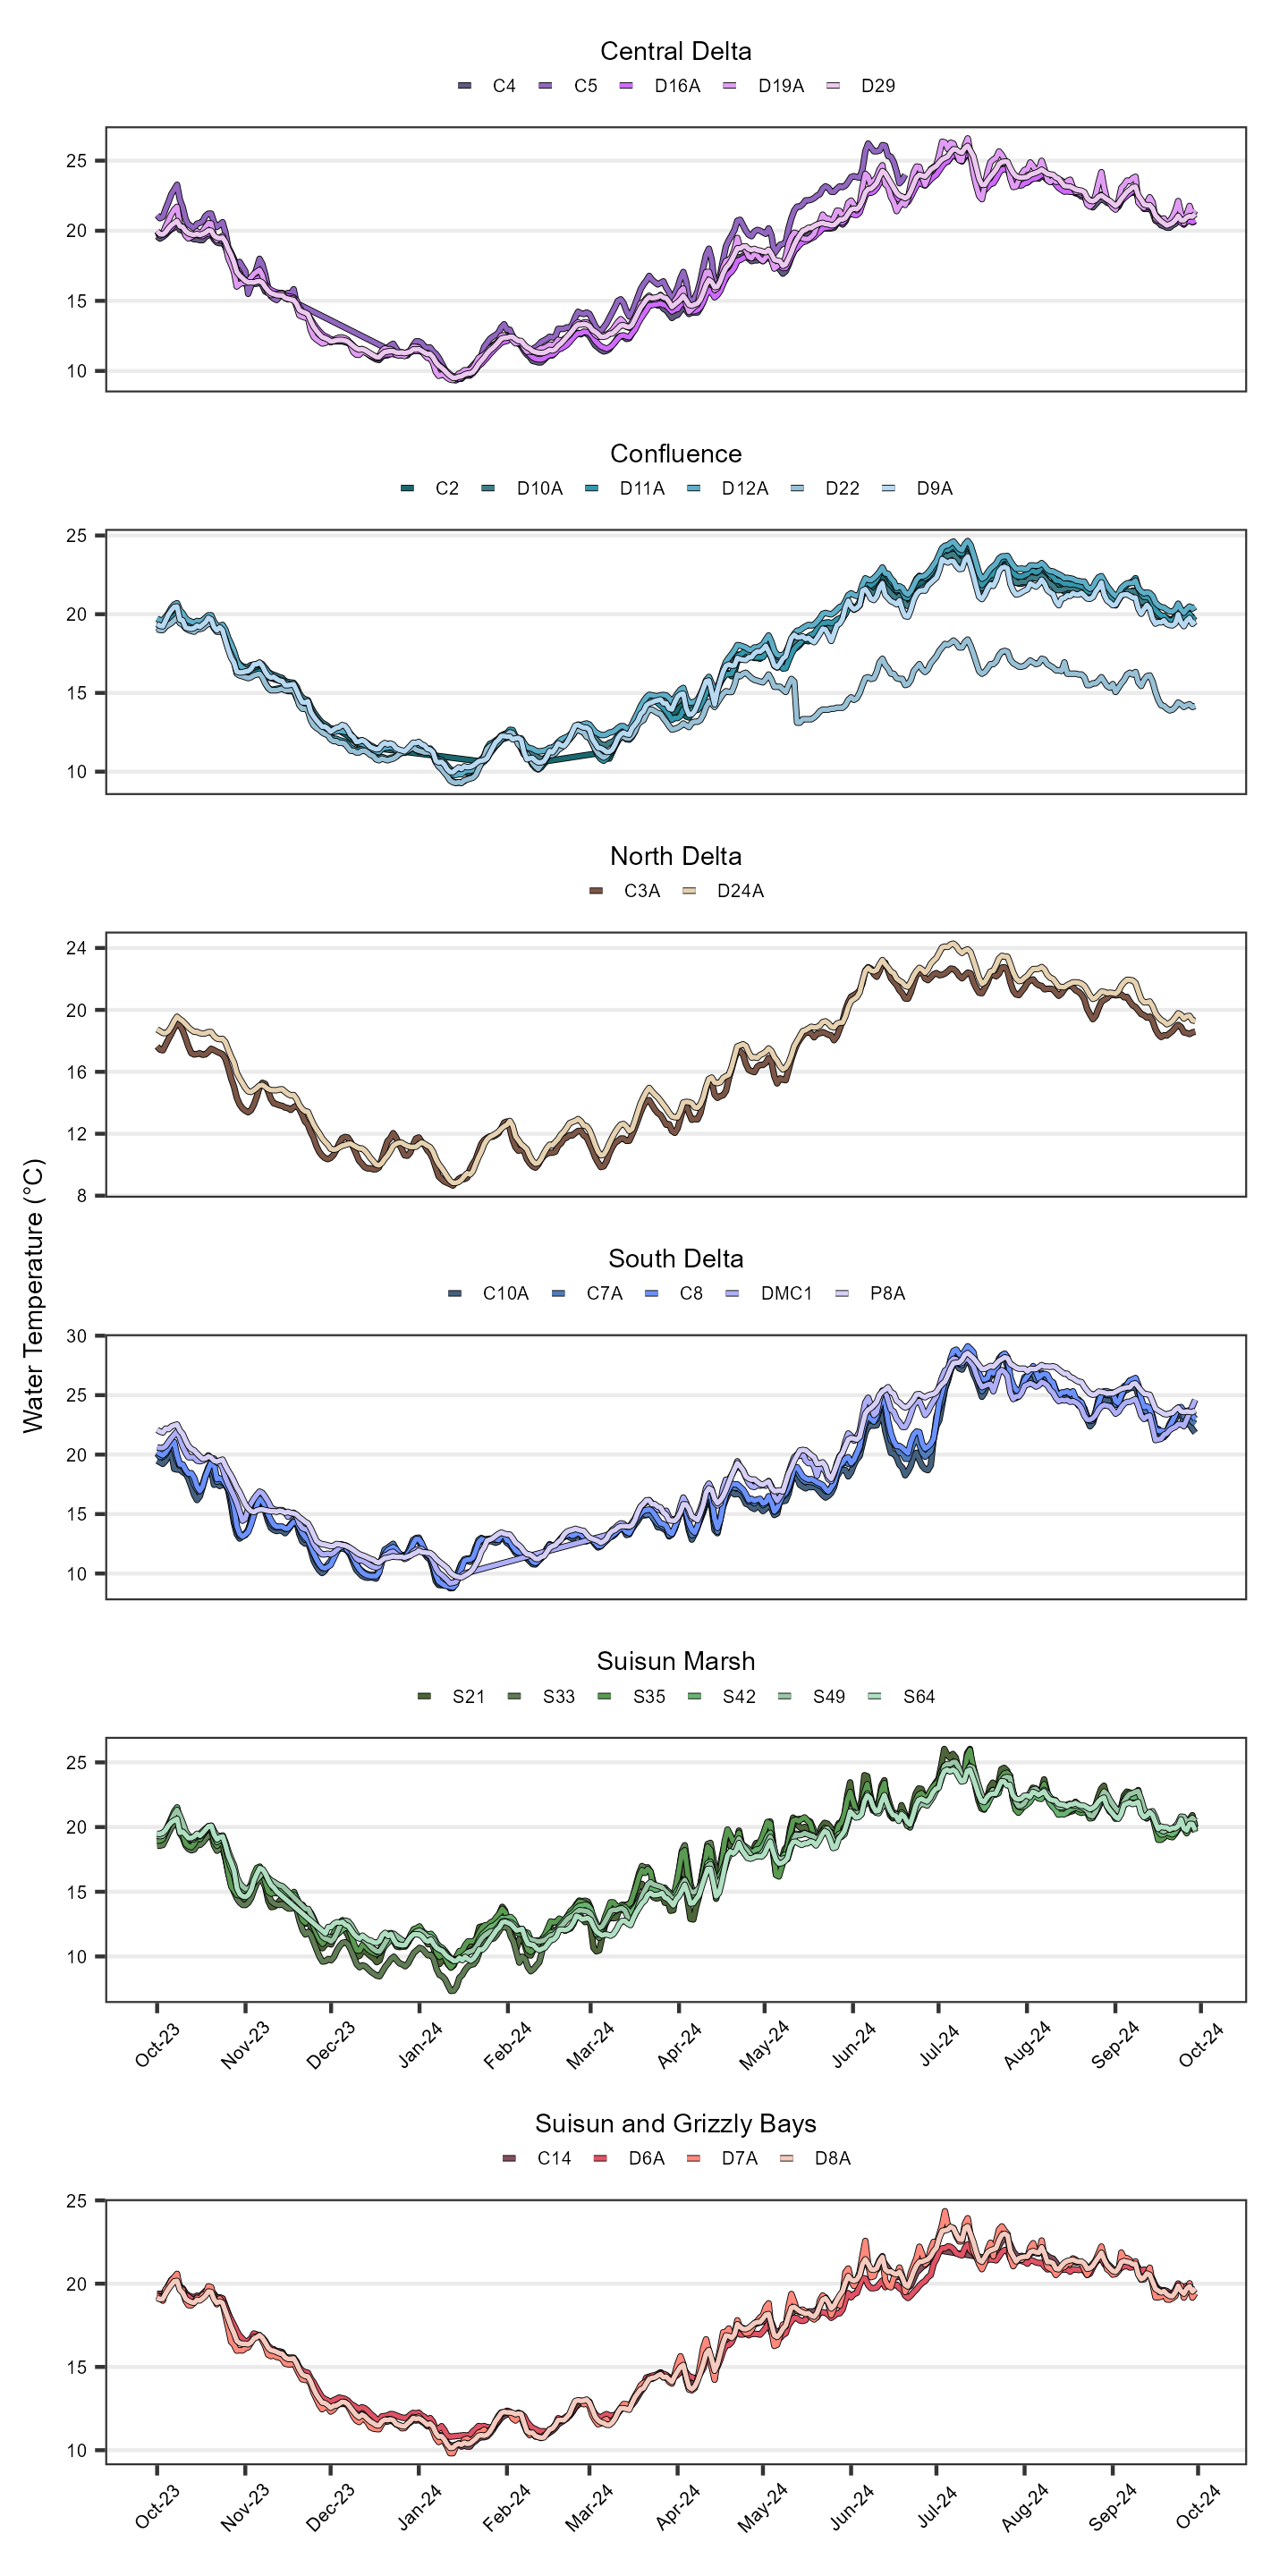 Central Delta
C4 C5 D16A D19A D29
25
20
15
10
Confluence
C2 D10A D11A D12A D22 D9A
25
20
15
10
North Delta
C3A D24A
24
20
16
12
8
Water Temperature (°C)
South Delta
C10A C7A C8 DMC1 P8A
30
25
20
15
10
Suisun Marsh
S21 S33 S35 S42 S49 S64
25
20
15
10
Oct-23 Nov-23 Dec-23 Jan-24 Feb-24 Mar-24 Apr-24 May-24 Jun-24 Jul-24 Aug-24 Sep-24 Oct-24
Suisun and Grizzly Bays
C14 D6A D7A D8A
25
20
15
10
Oct-23 Nov-23 Dec-23 Jan-24 Feb-24 Mar-24 Apr-24 May-24 Jun-24 Jul-24 Aug-24 Sep-24 Oct-24